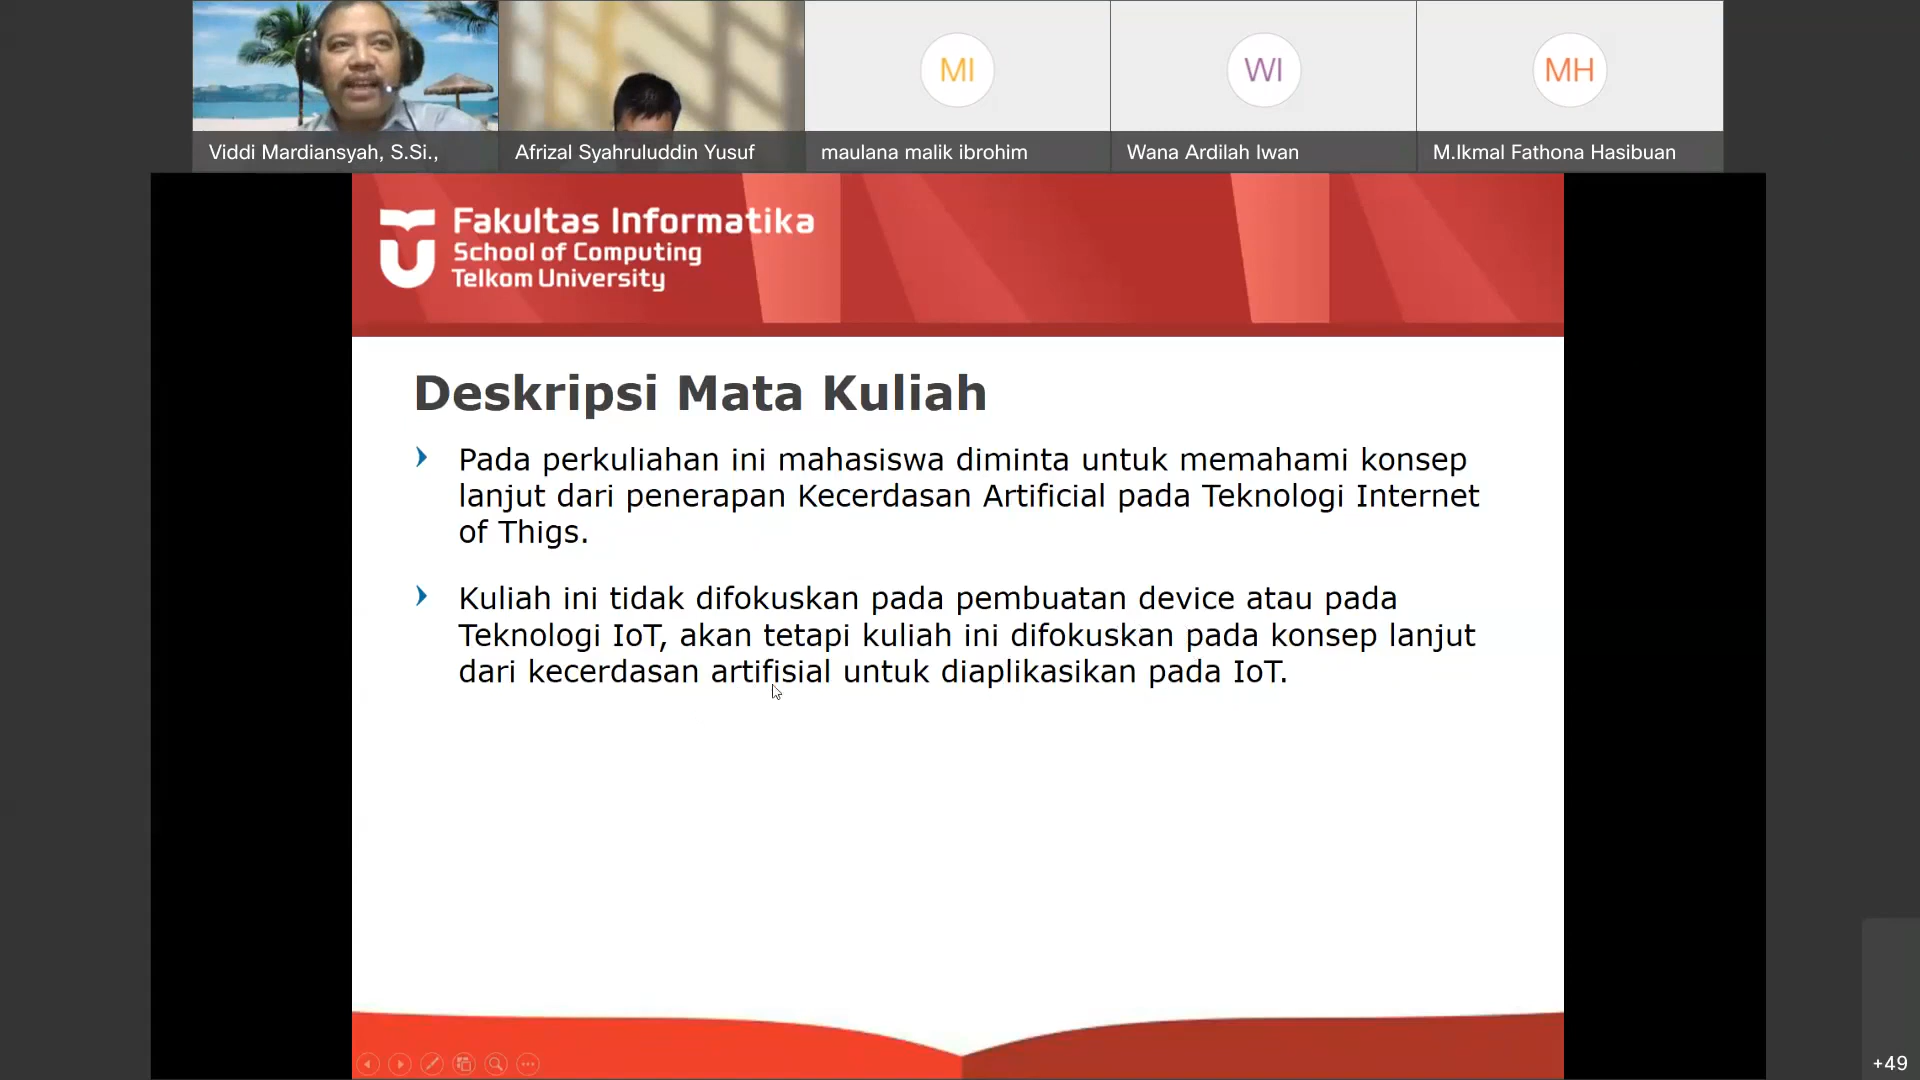 MI
WI
MH
Viddi Mardiansyah, S.Si.,
Afrizal Syahruluddin Yusuf
maulana malik ibrohim
Wana Ardilah Iwan
M.Ikmal Fathona Hasibuan
Fakultas Informatika
School of Computing
Telkom University
Deskripsi Mata Kuliah
Pada perkuliahan ini mahasiswa diminta untuk memahami konsep
lanjut dari penerapan Kecerdasan Artificial pada Teknologi Internet
of Thigs.
Kuliah ini tidak difokuskan pada pembuatan device atau pada
Teknologi IoT, akan tetapi kuliah ini difokuskan pada konsep lanjut
dari kecerdasan artifisial untuk diaplikasikan pada IoT.
+49